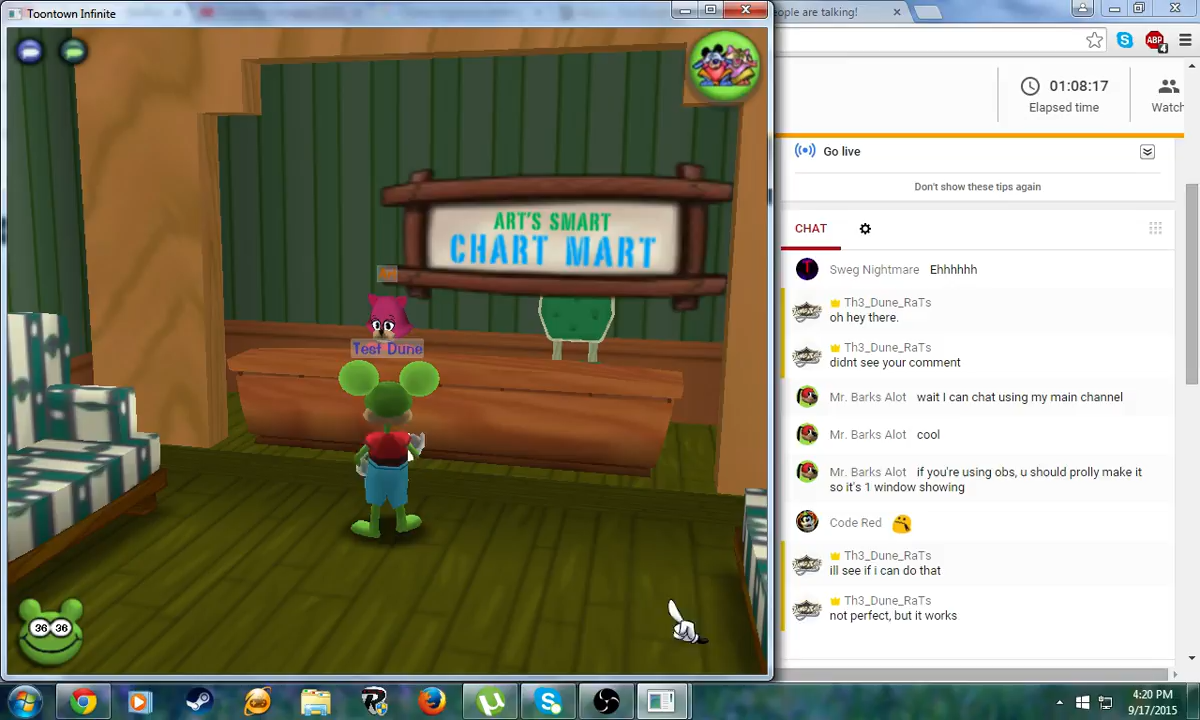 Toontown Infinite
eople are talking!
4
ART'S SMART
CHART MART
Test Dune
36 36
01:08:17
Elapsed time
Watch
Go live
Don't show these tips again
CHAT
Sweg Nightmare Ehhhhhh
Th3_Dune_RaTs
oh hey there.
Th3_Dune_RaTs
didnt see your comment
Mr. Barks Alot wait I can chat using my main channel
Mr. Barks Alot cool
Mr. Barks Alot if you're using obs, u should prolly make it
so it's 1 window showing
Code Red
Th3_Dune_RaTs
ill see if i can do that
Th3_Dune_RaTs
not perfect, but it works
4:20 PM
9/17/2015